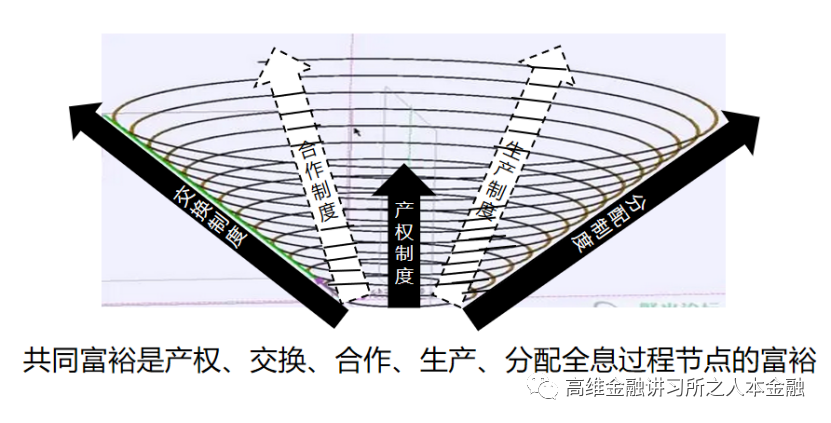 合作制度
生产制度
交换制度
产权制度
分配制度
共同富裕是产权、交换、合作、生产、分配全息过程节点的富裕
高维金融讲习所之人本金融